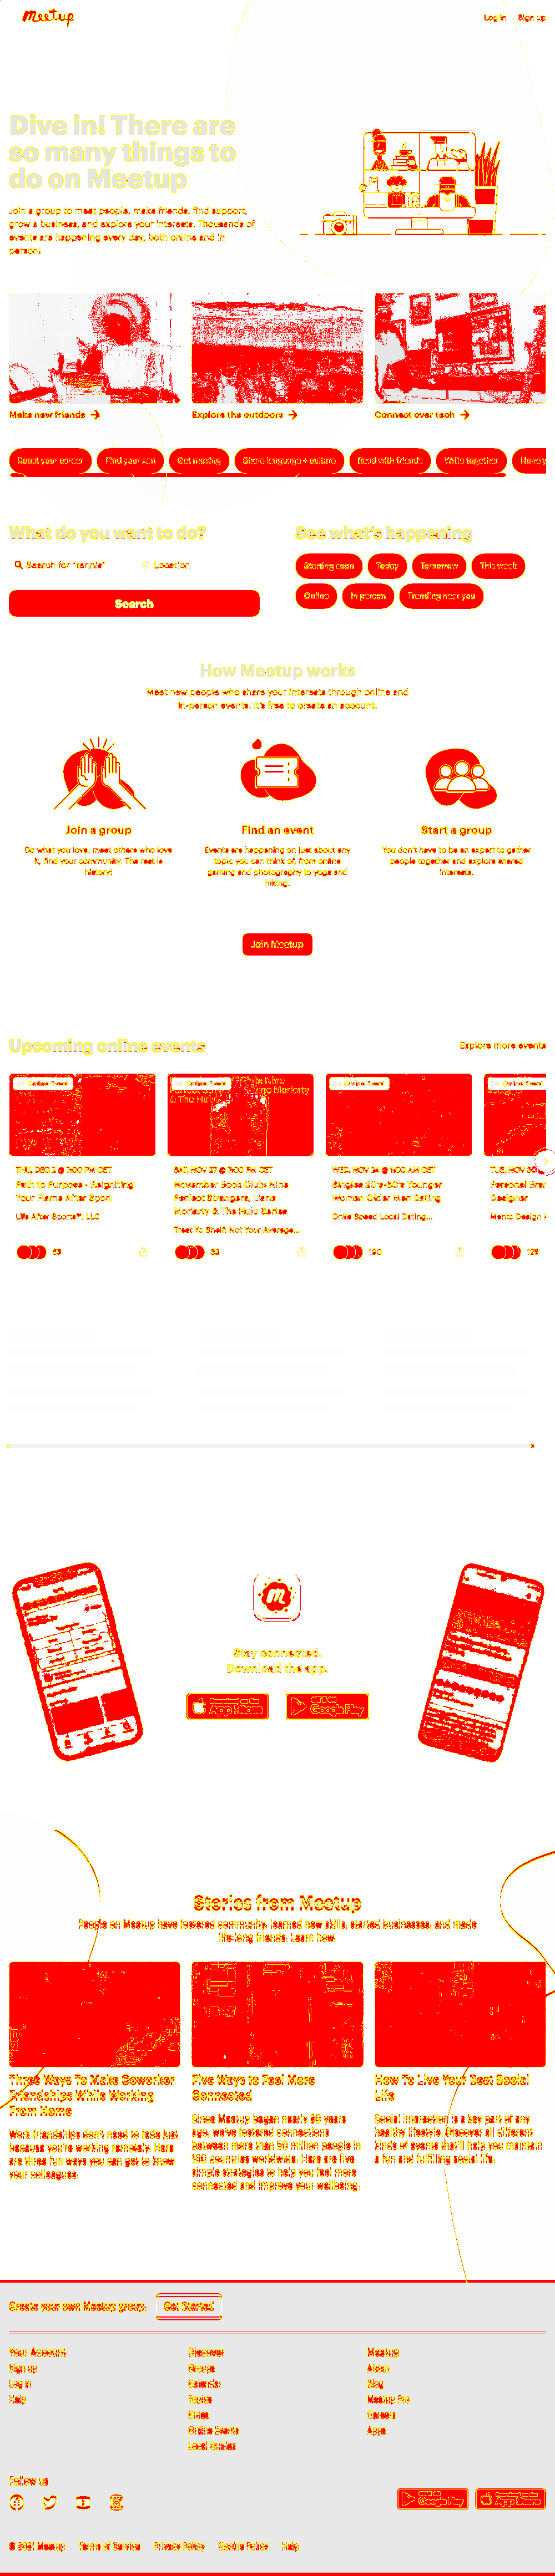 Meetup
Log in Sign up
Dive in! There are
so many things to
do on Meetup
Join a group to meet people, make friends, find support,
grow a business, and explore your interests. Thousands of
events are happening every day, both online and in
person!
Make new friends
Explore the outdoors
Connect over tech
Boost your career
Find your zen
Get moving
Share language + culture
Read with friends
Write together
Hone y
What do you want to do?
Search for "tennis"
Location
Search
See what's happening
Starting soon
Today
Tomorrow
This week
Online
In person
Trending near you
How Meetup works
Meet new people who share your interests through online and
in-person events. It's free to create an account.
Join a group
Do what you love, meet others who love
it, find your community. The rest is
history!
Find an event
Events are happening on just about any
topic you can think of, from online
gaming and photography to yoga and
hiking.
Start a group
You don't have to be an expert to gather
people together and explore shared
interests.
Join Meetup
Upcoming online events
Explore more events
Online Event
THU, DEC 2 @ 7:00 PM CET
Path to Purpose - Reigniting
Your Flame After Sport
Life After Sports™, LLC
53
Online Event
SAT, NOV 27 @ 7:00 PM CET
November Book Club: Nine
Perfect Strangers, Liane
Moriarty & The Hulu Series
Treat Yo Shelf: Not Your Average...
32
Online Event
WED, NOV 24 @ 1:00 AM CET
Singles 20's-50's Younger
Woman Older Man Dating
OnVe Speed Local Dating...
190
Online Event
TUE, NOV 30
Personal Bran
Designer
Mento Design A
125
Stay connected.
Download the app.
Download on the
App Store
GET IT ON
Google Play
Stories from Meetup
People on Meetup have fostered community, learned new skills, started businesses, and made
life-long friends. Learn how.
Three Ways To Make Coworker
Friendships While Working
From Home
Work friendships don't need to fade just
because you're working remotely. Here
are three fun ways you can get to know
your colleagues.
Five Ways to Feel More
Connected
Since Meetup began nearly 20 years
ago, we've fostered connections
between more than 50 million people in
190 countries worldwide. Here are five
simple strategies to help you feel more
connected and improve your wellbeing.
How To Live Your Best Social
Life
Social interaction is a key part of any
healthy lifestyle. Discover all different
kinds of events that'll help you maintain
a fun and fulfilling social life.
Create your own Meetup group.
Get Started
Your Account
Sign up
Log in
Help
Discover
Groups
Calendar
Topics
Cities
Online Events
Local Guides
Meetup
About
Blog
Meetup Pro
Careers
Apps
Follow us
GET IT ON
Google Play
Download on the
App Store
© 2021 Meetup
Terms of Service
Privacy Policy
Cookie Policy
Help